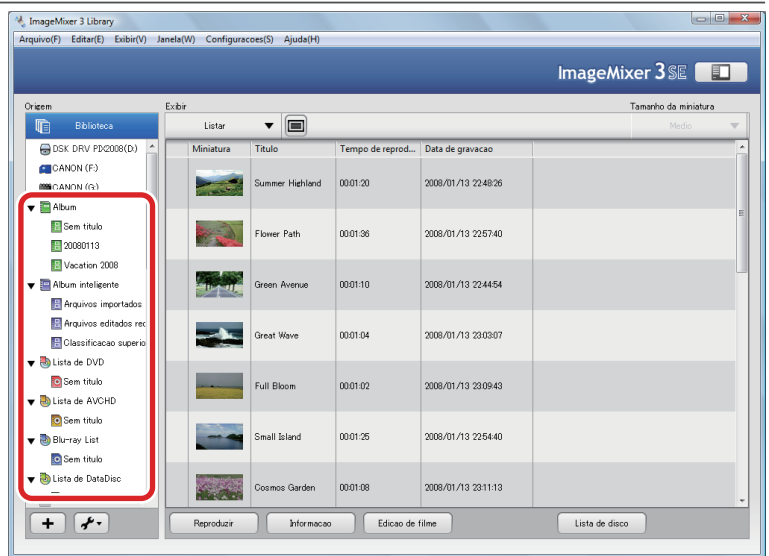 ImageMixer 3 Library
Arquivo(F) Editar(E) Exibir(V) Janela(W) Configuracoes(S) Ajuda(H)
ImageMixer 3 SE
Origem
Exibir
Tamanho da miniatura
Biblioteca
Listar
Medio
DSK DRV PD2008(D:)
CANON (F:)
CANON (G:)
Album
Sem titulo
20080113
Vacation 2008
Album inteligente
Arquivos importados
Arquivos editados rec
Classificacao superio
Lista de DVD
Sem titulo
Lista de AVCHD
Sem titulo
Blu-ray List
Sem titulo
Lista de DataDisc
Miniatura Titulo Tempo de reprod... Data de gravacao
Summer Highland 00:01:20 2008/01/13 22:48:26
Flower Path 00:01:36 2008/01/13 22:57:40
Green Avenue 00:01:10 2008/01/13 22:44:54
Great Wave 00:01:04 2008/01/13 23:03:07
Full Bloom 00:01:02 2008/01/13 23:09:43
Small Island 00:01:25 2008/01/13 22:54:40
Cosmos Garden 00:01:08 2008/01/13 23:11:13
Reproduzir Informacao Edicao de filme Lista de disco